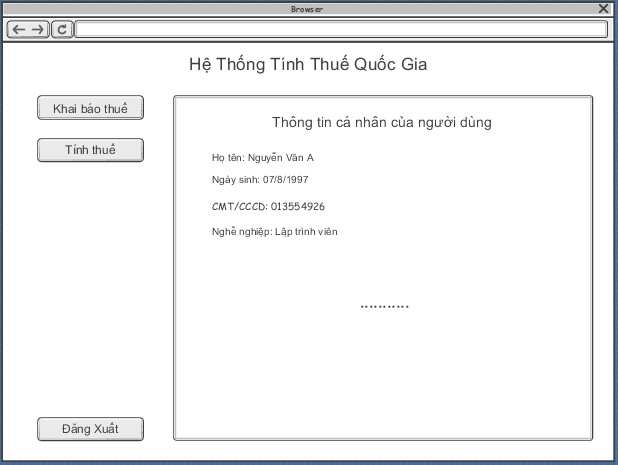 Browser
Hệ Thống Tính Thuế Quốc Gia
Khai báo thuế
Tính thuế
Thông tin cá nhân của người dùng
Họ tên: Nguyễn Văn A
Ngày sinh: 07/8/1997
CMT/CCCD: 013554926
Nghề nghiệp: Lập trình viên
...........
Đăng Xuất